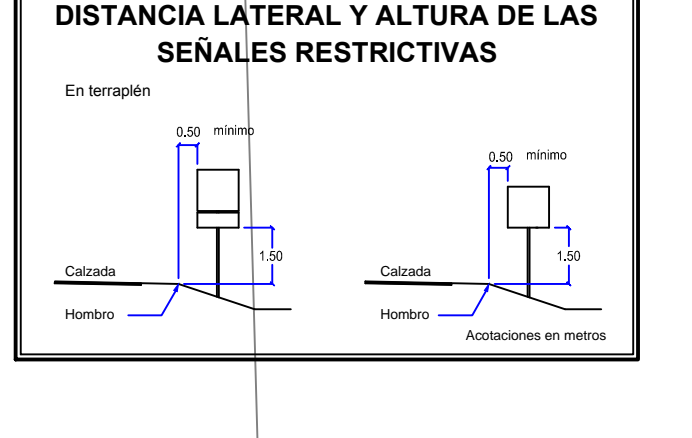 DISTANCIA LATERAL Y ALTURA DE LAS
SEÑALES RESTRICTIVAS
En terraplén
0.50 mínimo
1.50
Calzada
Hombro
0.50 mínimo
1.50
Calzada
Hombro
Acotaciones en metros